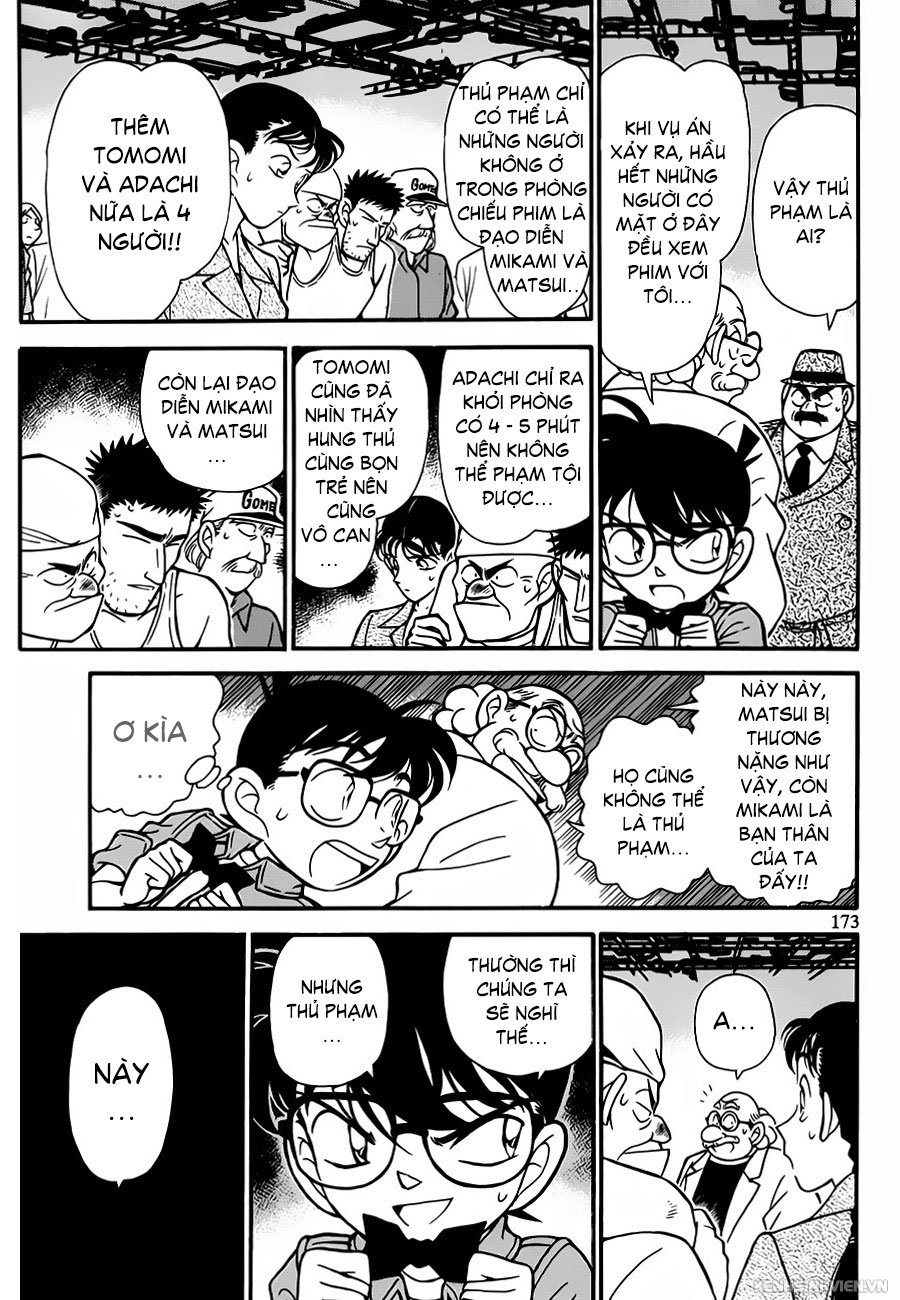 VẬY THỦ
PHẠM LÀ
AI?
KHI VỤ ÁN
XẢY RA, HẦU
HẾT NHỮNG
NGƯỜI CÓ
MẶT Ở ĐÂY
ĐỀU XEM
PHIM VỚI
TÔI...
THỦ PHẠM CHỈ
CÓ THỂ LÀ
NHỮNG NGƯỜI
KHÔNG Ở
TRONG PHÒNG
CHIẾU PHIM LÀ
ĐẠO DIỄN
MIKAMI VÀ
MATSUI...
THÊM
TOMOMI
VÀ ADACHI
NỮA LÀ 4
NGƯỜI!!
GOME
ADACHI CHỈ RA
KHỎI PHÒNG
CÓ 4 - 5 PHÚT
NÊN KHÔNG
THỂ PHẠM TỘI
ĐƯỢC...
TOMOMI
CŨNG ĐÃ
NHÌN THẤY
HUNG THỦ
CÙNG BỌN
TRẺ NÊN
CŨNG
VÔ CAN
...
CÒN LẠI ĐẠO
DIỄN MIKAMI
VÀ MATSUI
...
GOME
NÀY NÀY,
MATSUI BỊ
THƯƠNG
NẶNG NHƯ
VẬY, CÒN
MIKAMI LÀ
BẠN THÂN
CỦA TA
ĐẤY!!
HỌ CŨNG
KHÔNG THỂ
LÀ THỦ
PHẠM...
Ơ KÌA
...
173
A...
THƯỜNG THÌ
CHÚNG TA
SẼ NGHĨ
THẾ...
NHƯNG
THỦ PHẠM
...
NÀY
...